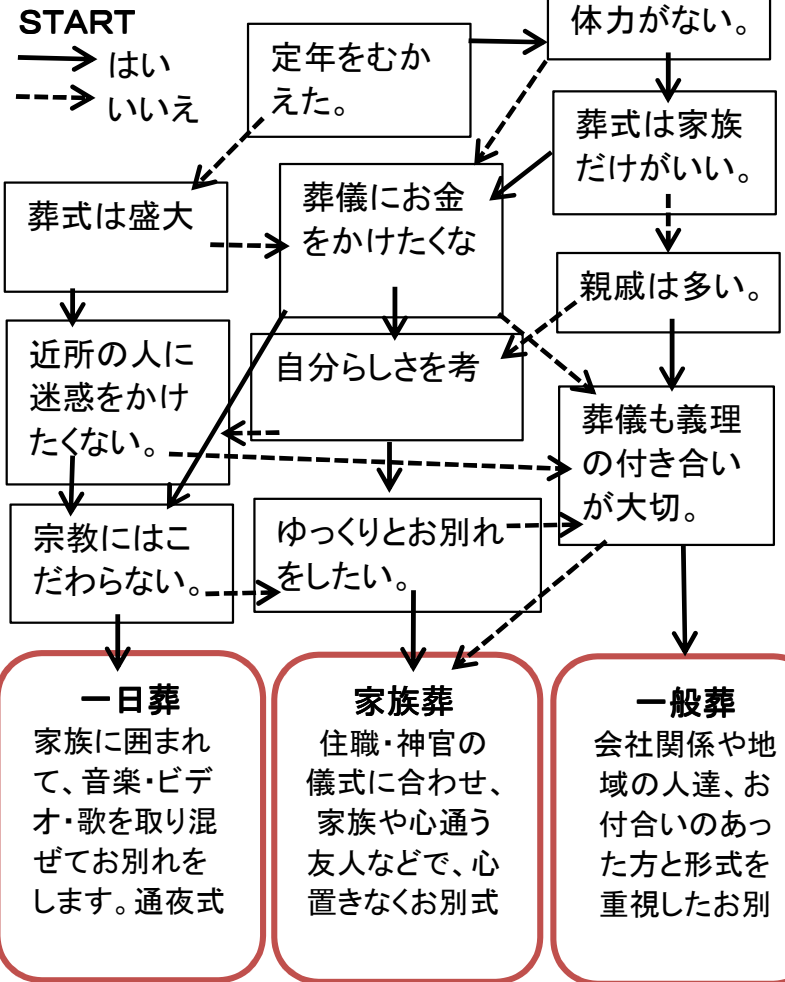 START
はい
いいえ
定年をむか
えた。
体力がない。
葬式は家族
だけがいい。
葬式は盛大
葬儀にお金
をかけたくな
親戚は多い。
近所の人に
迷惑をかけ
たくない。
自分らしさを考
葬儀も義理
の付き合い
が大切。
宗教にはこ
だわらない。
ゆっくりとお別れ
をしたい。
一日葬
家族に囲まれ
て、音楽・ビデ
オ・歌を取り混
ぜてお別れを
します。通夜式
家族葬
住職・神官の
儀式に合わせ、
家族や心通う
友人などで、心
置きなくお別式
一般葬
会社関係や地
域の人達、お
付合いのあっ
た方と形式を
重視したお別